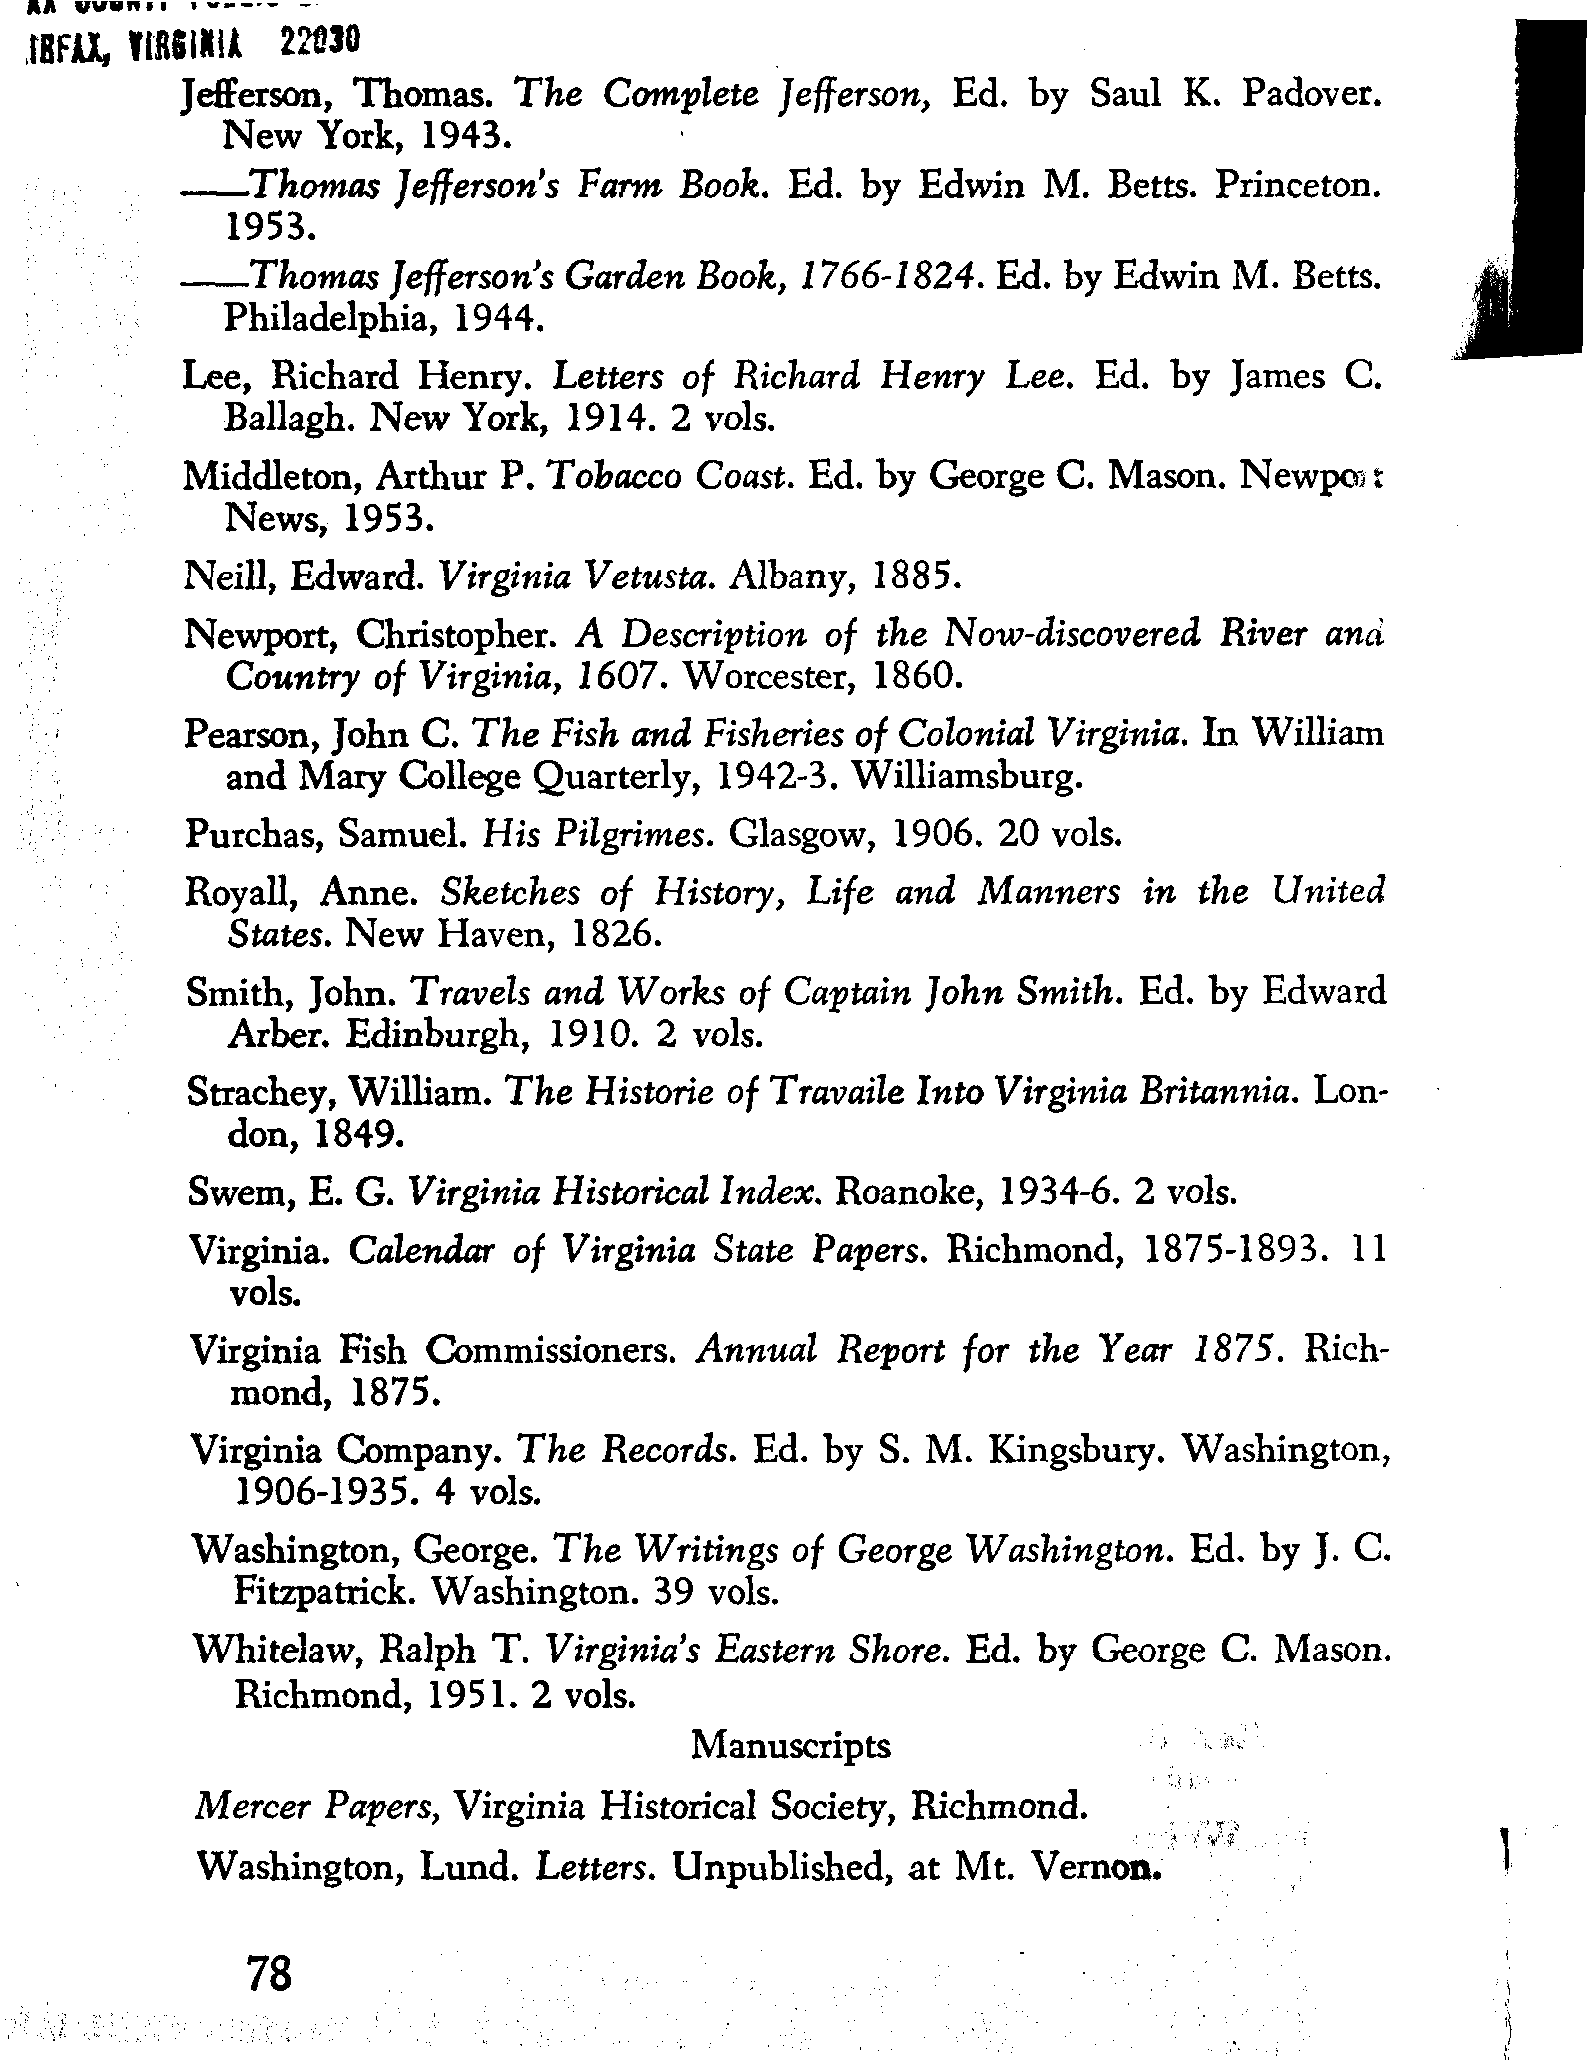 VIRGINIA 22030
Jefferson, Thomas. The Complete Jefferson, Ed. by Saul K. Padover.
New York, 1943.
——Thomas Jefferson's Farm Book. Ed. by Edwin M. Betts. Princeton.
1953.
——Thomas Jefferson's Garden Book, 1766-1824. Ed. by Edwin M. Betts.
Philadelphia, 1944.
Lee, Richard Henry. Letters of Richard Henry Lee. Ed. by James C.
Ballagh. New York, 1914. 2 vols.
Middleton, Arthur P. Tobacco Coast. Ed. by George C. Mason. Newport
News, 1953.
Neill, Edward. Virginia Vetusta. Albany, 1885.
Newport, Christopher. A Description of the Now-discovered River and
Country of Virginia, 1607. Worcester, 1860.
Pearson, John C. The Fish and Fisheries of Colonial Virginia. In William
and Mary College Quarterly, 1942-3. Williamsburg.
Purchas, Samuel. His Pilgrimes. Glasgow, 1906. 20 vols.
Royall, Anne. Sketches of History, Life and Manners in the United
States. New Haven, 1826.
Smith, John. Travels and Works of Captain John Smith. Ed. by Edward
Arber. Edinburgh, 1910. 2 vols.
Strachey, William. The Historie of Travaile Into Virginia Britannia. Lon-
don, 1849.
Swem, E. G. Virginia Historical Index. Roanoke, 1934-6. 2 vols.
Virginia. Calendar of Virginia State Papers. Richmond, 1875-1893. 11
vols.
Virginia Fish Commissioners. Annual Report for the Year 1875. Rich-
mond, 1875.
Virginia Company. The Records. Ed. by S. M. Kingsbury. Washington,
1906-1935. 4 vols.
Washington, George. The Writings of George Washington. Ed. by J. C.
Fitzpatrick. Washington. 39 vols.
Whitelaw, Ralph T. Virginia's Eastern Shore. Ed. by George C. Mason.
Richmond, 1951. 2 vols.
Manuscripts
Mercer Papers, Virginia Historical Society, Richmond.
Washington, Lund. Letters. Unpublished, at Mt. Vernon.
78